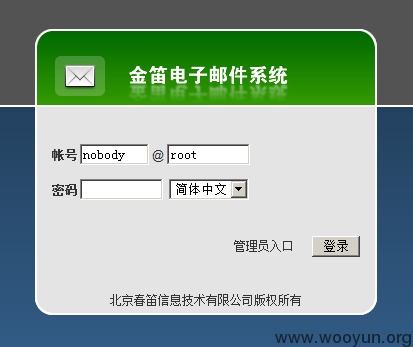 金笛电子邮件系统
帐号 nobody @ root
密码 简体中文
管理员入口 登录
北京春笛信息技术有限公司版权所有
www.wooyun.org